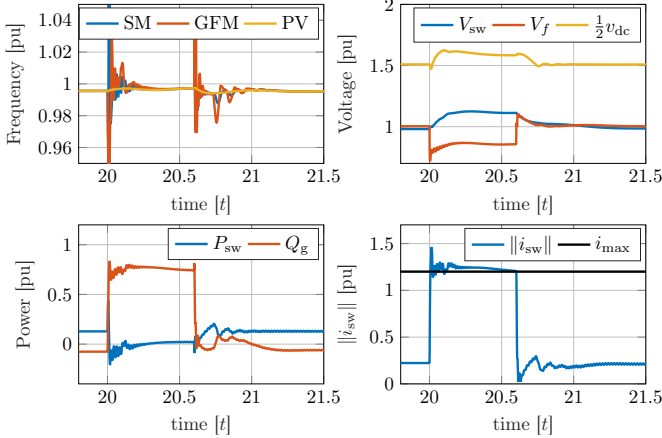 SM GFM PV
Frequency [pu]
1.04
1.02
1
0.98
0.96
20 20.5 21 21.5
time [t]
V_sw V_f ½v_dc
Voltage [pu]
2
1.5
1
20 20.5 21 21.5
time [t]
P_sw Q_g
Power [pu]
1
0.5
0
20 20.5 21 21.5
time [t]
‖i_sw‖ i_max
‖i_sw‖ [pu]
1.5
1
0.5
0
20 20.5 21 21.5
time [t]